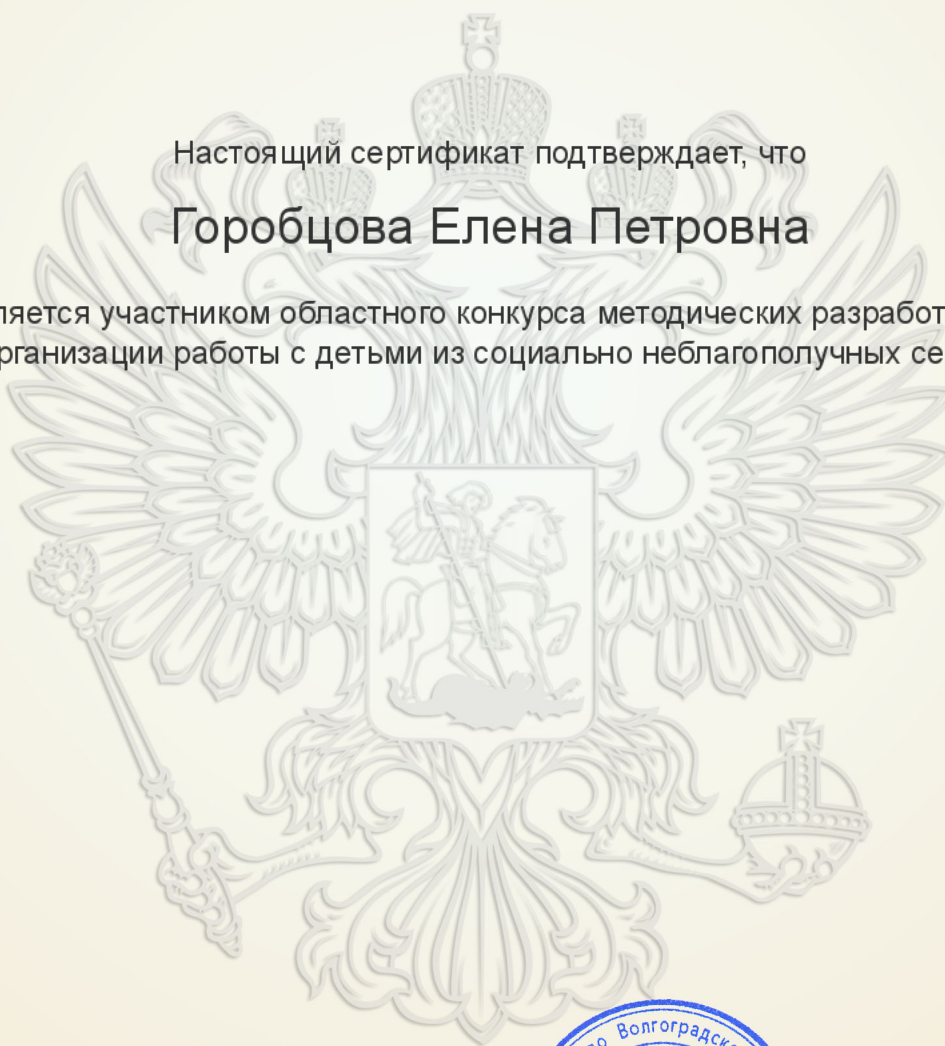 Настоящий сертификат подтверждает, что
Горобцова Елена Петровна
ляется участником областного конкурса методических разработ
рганизации работы с детьми из социально неблагополучных се
Волгоградско